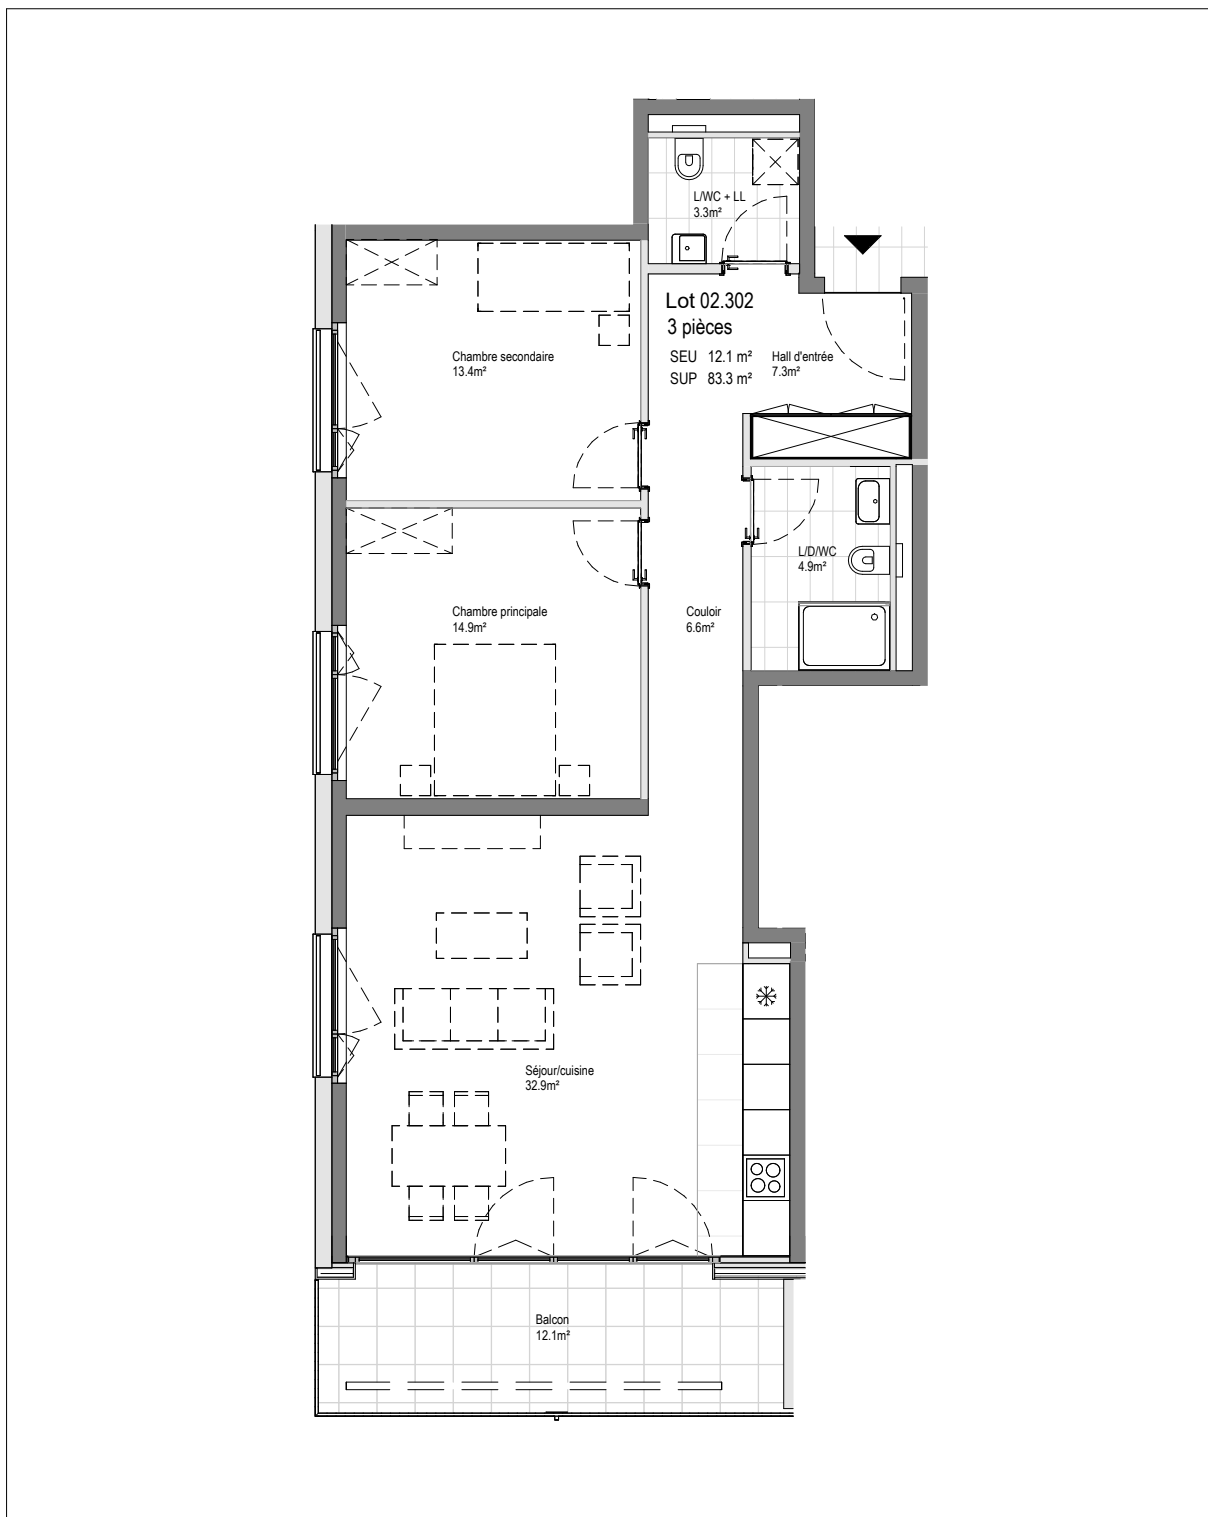 L/WC + LL
3.3m²
Lot 02.302
3 pièces
SEU 12.1 m²
SUP 83.3 m²
Hall d'entrée
7.3m²
Chambre secondaire
13.4m²
L/D/WC
4.9m²
Chambre principale
14.9m²
Couloir
6.6m²
Séjour/cuisine
32.9m²
Balcon
12.1m²